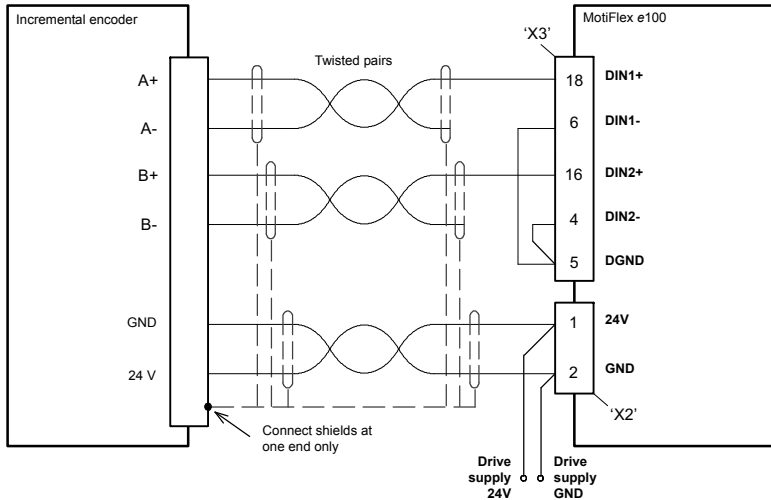 Incremental encoder
MotiFlex e100
'X3'
Twisted pairs
A+
18 DIN1+
A-
6 DIN1-
B+
16 DIN2+
B-
4 DIN2-
5 DGND
GND
1 24V
24 V
2 GND
'X2'
Connect shields at
one end only
Drive
supply
24V
Drive
supply
GND